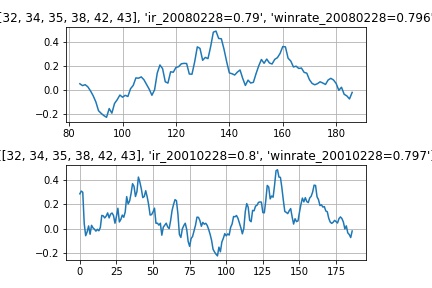 [32, 34, 35, 38, 42, 43], 'ir_20080228=0.79', 'winrate_20080228=0.796'
0.4
0.2
0.0
−0.2
80 100 120 140 160 180
[[32, 34, 35, 38, 42, 43], 'ir_20010228=0.8', 'winrate_20010228=0.797']
0.4
0.2
0.0
−0.2
0 25 50 75 100 125 150 175